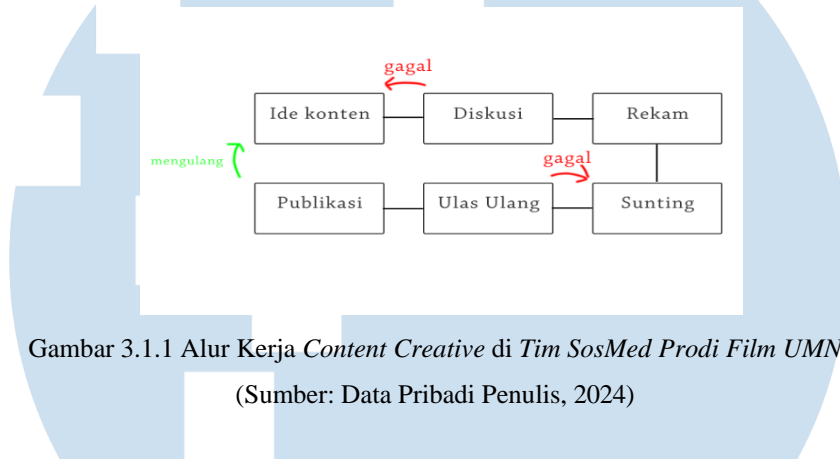 gagal
Ide konten
Diskusi
Rekam
mengulang
gagal
Publikasi
Ulas Ulang
Sunting
Gambar 3.1.1 Alur Kerja Content Creative di Tim SosMed Prodi Film UMN
(Sumber: Data Pribadi Penulis, 2024)